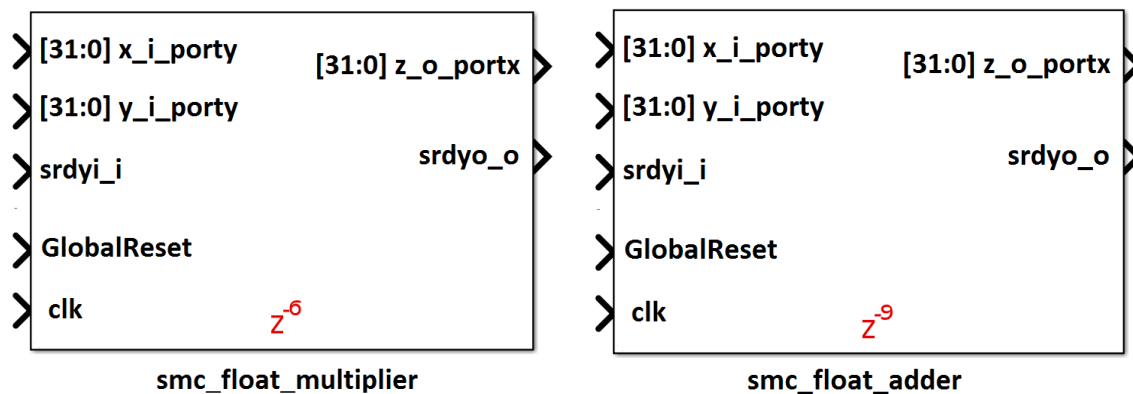 [31:0] x_i_porty
[31:0] z_o_portx
[31:0] y_i_porty
srdyo_o
srdyi_i
GlobalReset
clk
z-6
smc_float_multiplier
[31:0] x_i_porty
[31:0] z_o_portx
[31:0] y_i_porty
srdyo_o
srdyi_i
GlobalReset
clk
z-9
smc_float_adder